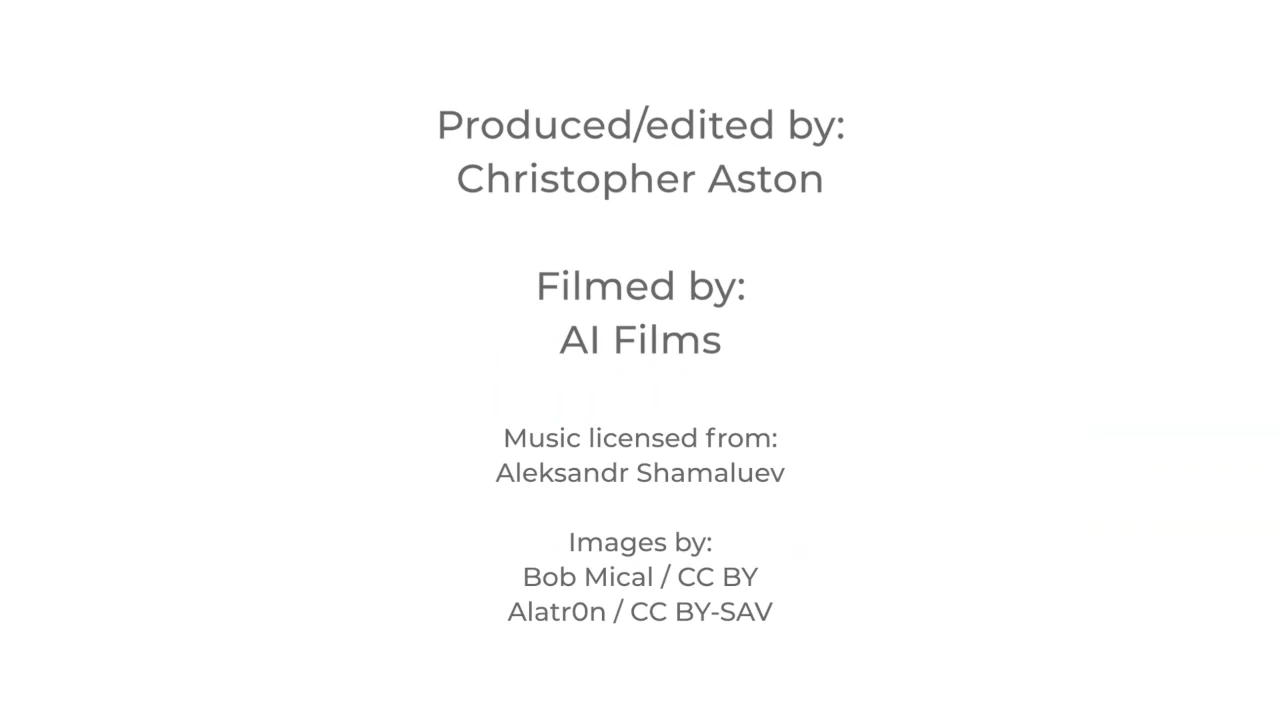 Produced/edited by:
Christopher Aston
Filmed by:
AI Films
Music licensed from:
Aleksandr Shamaluev
Images by:
Bob Mical / CC BY
Alatr0n / CC BY-SAV